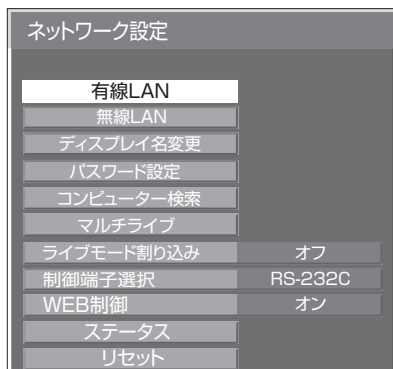 ネットワーク設定
有線LAN
無線LAN
ディスプレイ名変更
パスワード設定
コンピューター検索
マルチライブ
ライブモード割り込み オフ
制御端子選択 RS-232C
WEB制御 オン
ステータス
リセット